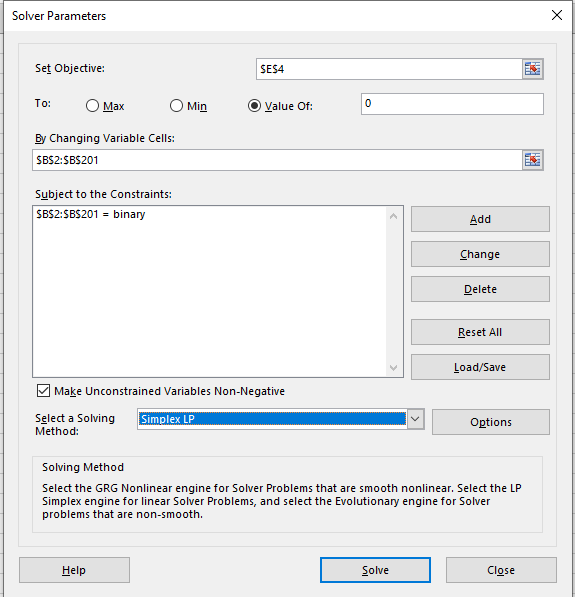 Solver Parameters
Set Objective:
$E$4
To:
Max
Min
Value Of:
0
By Changing Variable Cells:
$B$2:$B$201
Subject to the Constraints:
$B$2:$B$201 = binary
Add
Change
Delete
Reset All
Load/Save
Make Unconstrained Variables Non-Negative
Select a Solving
Method:
Simplex LP
Options
Solving Method
Select the GRG Nonlinear engine for Solver Problems that are smooth nonlinear. Select the LP
Simplex engine for linear Solver Problems, and select the Evolutionary engine for Solver
problems that are non-smooth.
Help
Solve
Close